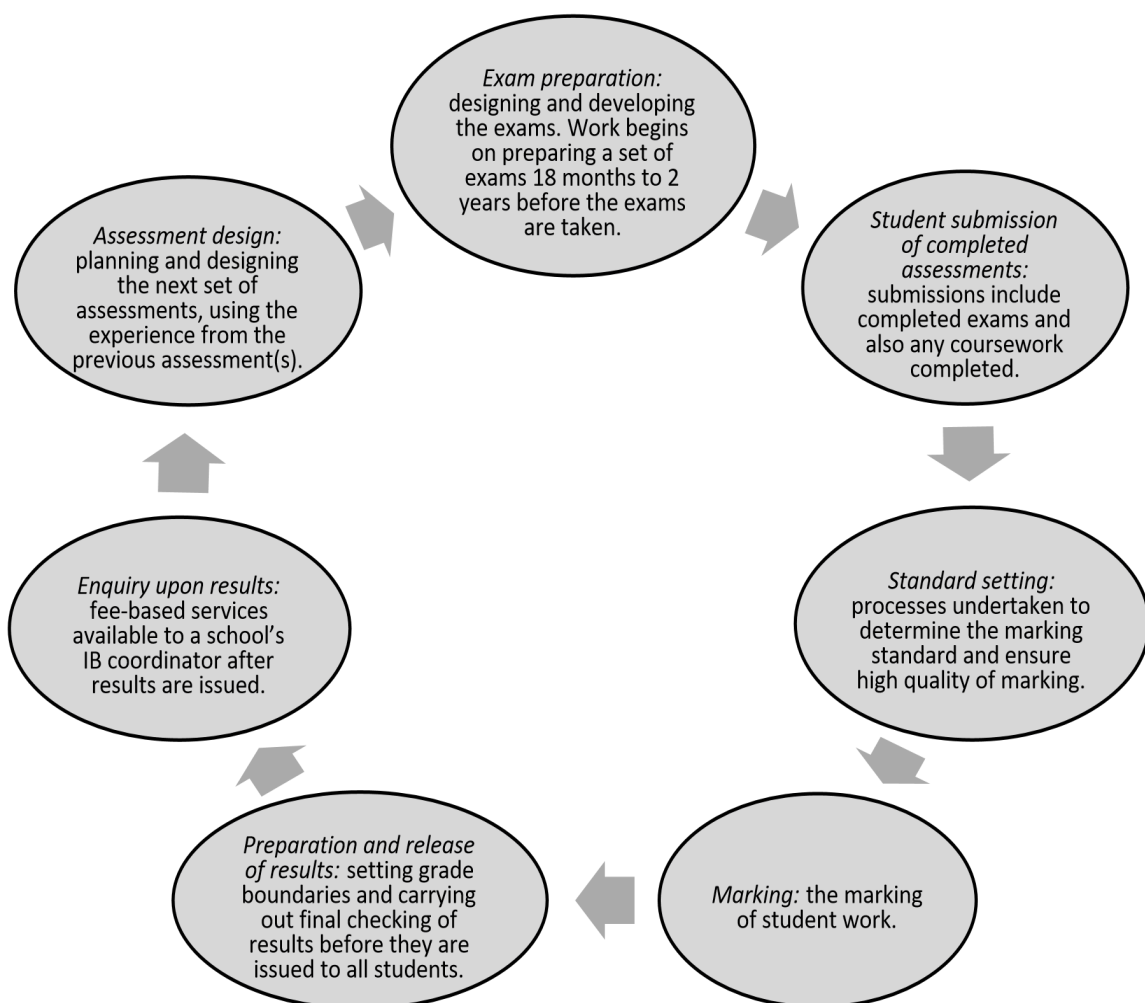 Exam preparation:
designing and developing
the exams. Work begins
on preparing a set of
exams 18 months to 2
years before the exams
are taken.
Student submission
of completed
assessments:
submissions include
completed exams and
also any coursework
completed.
Standard setting:
processes undertaken to
determine the marking
standard and ensure
high quality of marking.
Marking: the marking
of student work.
Preparation and release
of results: setting grade
boundaries and carrying
out final checking of
results before they are
issued to all students.
Enquiry upon results:
fee-based services
available to a school’s
IB coordinator after
results are issued.
Assessment design:
planning and designing
the next set of
assessments, using the
experience from the
previous assessment(s).